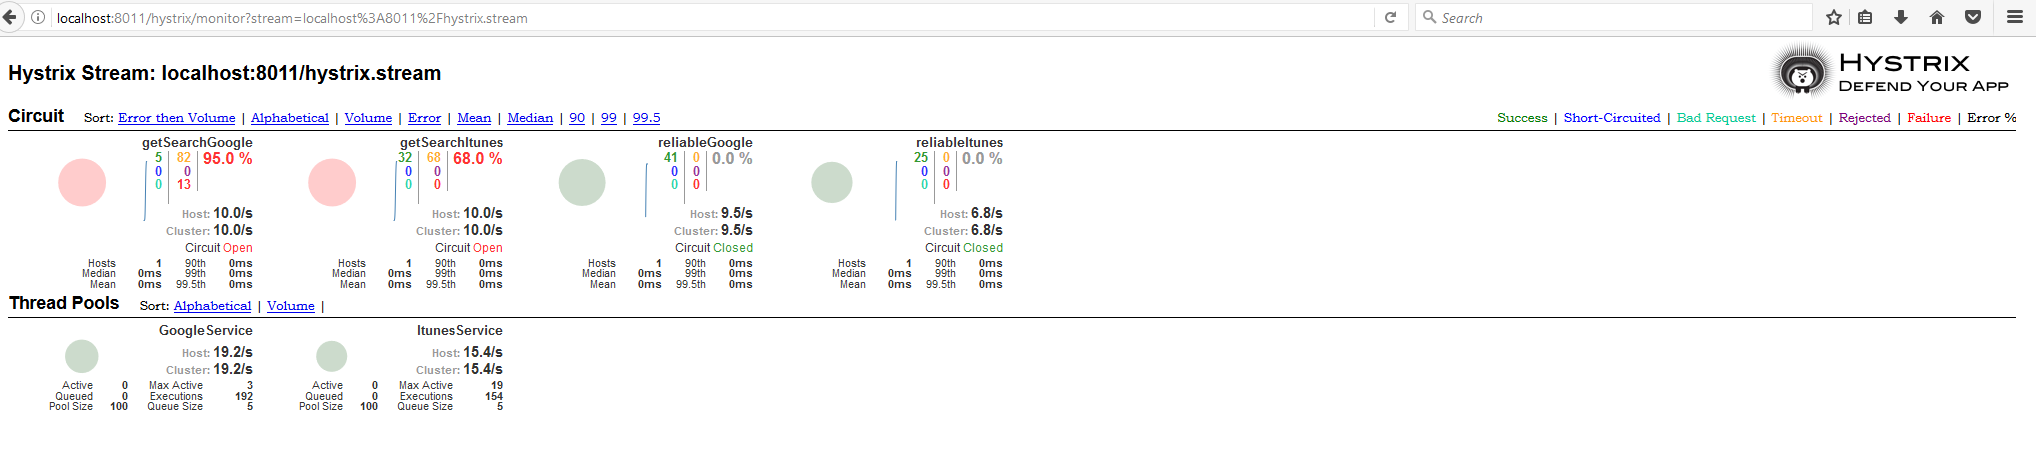 localhost:8011/hystrix/monitor?stream=localhost%3A8011%2Fhystrix.stream Search
Hystrix Stream: localhost:8011/hystrix.stream
HYSTRIX
DEFEND YOUR APP
Circuit Sort: Error then Volume | Alphabetical | Volume | Error | Mean | Median | 90 | 99 | 99.5
Success | Short-Circuited | Bad Request | Timeout | Rejected | Failure | Error %
getSearchGoogle
5 82 95.0 %
0 0
0 13
Host: 10.0/s
Cluster: 10.0/s
Circuit Open
Hosts 1 90th 0ms
Median 0ms 99th 0ms
Mean 0ms 99.5th 0ms
getSearchItunes
32 68 68.0 %
0 0
0 0
Host: 10.0/s
Cluster: 10.0/s
Circuit Open
Hosts 1 90th 0ms
Median 0ms 99th 0ms
Mean 0ms 99.5th 0ms
reliableGoogle
41 0 0.0 %
0 0
0 0
Host: 9.5/s
Cluster: 9.5/s
Circuit Closed
Hosts 1 90th 0ms
Median 0ms 99th 0ms
Mean 0ms 99.5th 0ms
reliableItunes
25 0 0.0 %
0 0
0 0
Host: 6.8/s
Cluster: 6.8/s
Circuit Closed
Hosts 1 90th 0ms
Median 0ms 99th 0ms
Mean 0ms 99.5th 0ms
Thread Pools Sort: Alphabetical | Volume |
GoogleService
Host: 19.2/s
Cluster: 19.2/s
Active 0 Max Active 3
Queued 0 Executions 192
Pool Size 100 Queue Size 5
ItunesService
Host: 15.4/s
Cluster: 15.4/s
Active 0 Max Active 19
Queued 0 Executions 154
Pool Size 100 Queue Size 5